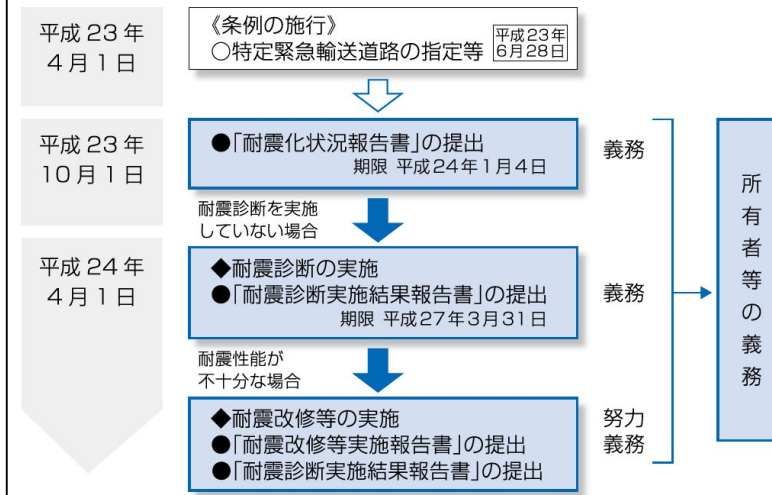 平成23年
4月1日
《条例の施行》
○特定緊急輸送道路の指定等
平成23年
6月28日
平成23年
10月1日
●「耐震化状況報告書」の提出
期限 平成24年1月4日
義務
耐震診断を実施
していない場合
平成24年
4月1日
◆耐震診断の実施
●「耐震診断実施結果報告書」の提出
期限 平成27年3月31日
義務
耐震性能が
不十分な場合
◆耐震改修等の実施
●「耐震改修等実施報告書」の提出
●「耐震診断実施結果報告書」の提出
努力
義務
所有者等の義務